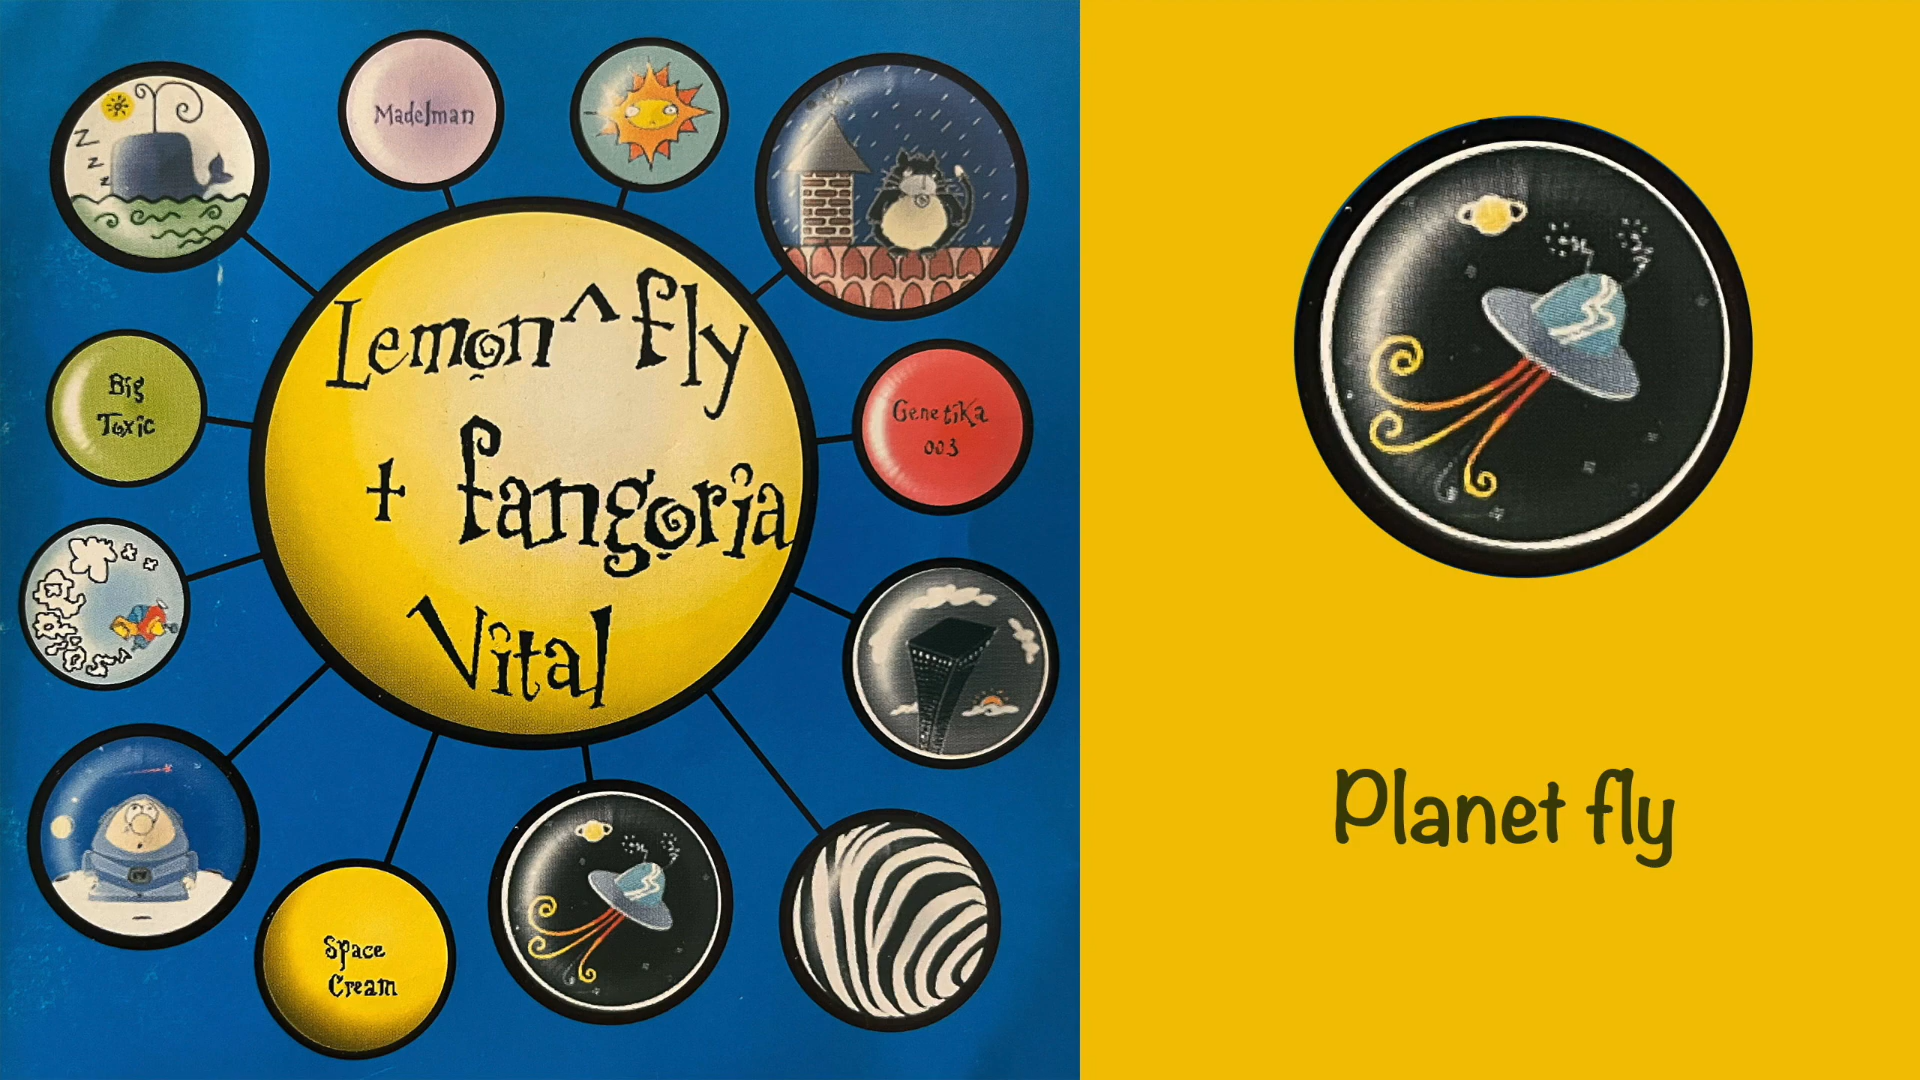 Madelman
Lemon^fly
+ fangoria
Vital
Big
Toxic
Genetika
003
Space
Cream
z
z
z
Planet fly